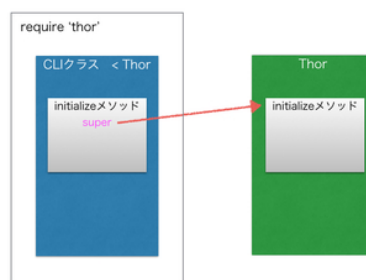 require ‘thor’
CLIクラス < Thor
initializeメソッド
super
Thor
initializeメソッド